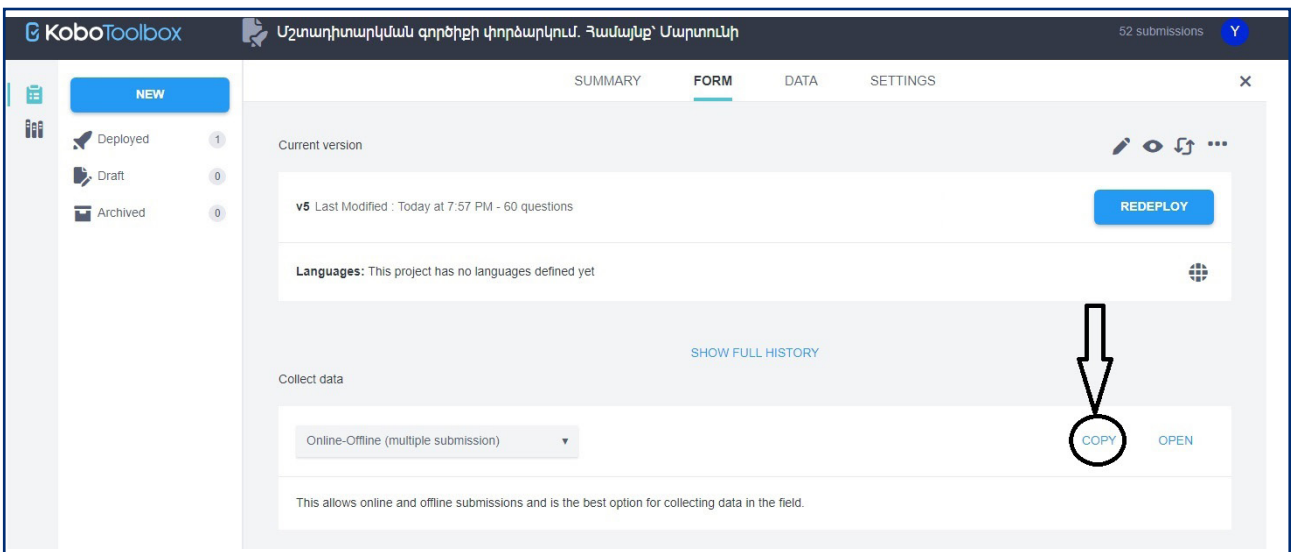 KoboToolbox
Մշտադիտարկման գործիքի փորձարկում. Համայնք՝ Մարտունի
52 submissions
Y
NEW
SUMMARY
FORM
DATA
SETTINGS
Deployed 1
Draft 0
Archived 0
Current version
v5 Last Modified : Today at 7:57 PM - 60 questions
REDEPLOY
Languages: This project has no languages defined yet
SHOW FULL HISTORY
Collect data
Online-Offline (multiple submission)
COPY
OPEN
This allows online and offline submissions and is the best option for collecting data in the field.